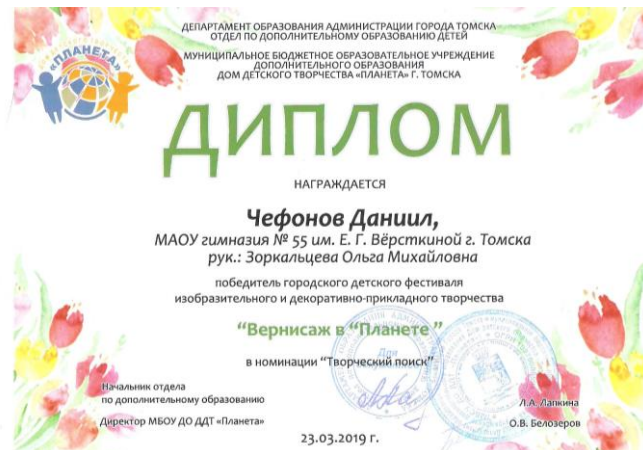 ДЕПАРТАМЕНТ ОБРАЗОВАНИЯ АДМИНИСТРАЦИИ ГОРОДА ТОМСКА
ОТДЕЛ ПО ДОПОЛНИТЕЛЬНОМУ ОБРАЗОВАНИЮ ДЕТЕЙ
МУНИЦИПАЛЬНОЕ БЮДЖЕТНОЕ ОБРАЗОВАТЕЛЬНОЕ УЧРЕЖДЕНИЕ
ДОПОЛНИТЕЛЬНОГО ОБРАЗОВАНИЯ
ДОМ ДЕТСКОГО ТВОРЧЕСТВА «ПЛАНЕТА» Г. ТОМСКА
«ПЛАНЕТА»
ДИПЛОМ
НАГРАЖДАЕТСЯ
Чефонов Даниил,
МАОУ гимназия № 55 им. Е. Г. Вёрсткиной г. Томска
рук.: Зоркальцева Ольга Михайловна
победитель городского детского фестиваля
изобразительного и декоративно-прикладного творчества
“Вернисаж в “Планете ”
в номинации “Творческий поиск”
Начальник отдела
по дополнительному образованию
Л.А. Лапкина
Директор МБОУ ДО ДДТ «Планета»
О.В. Белозеров
23.03.2019 г.